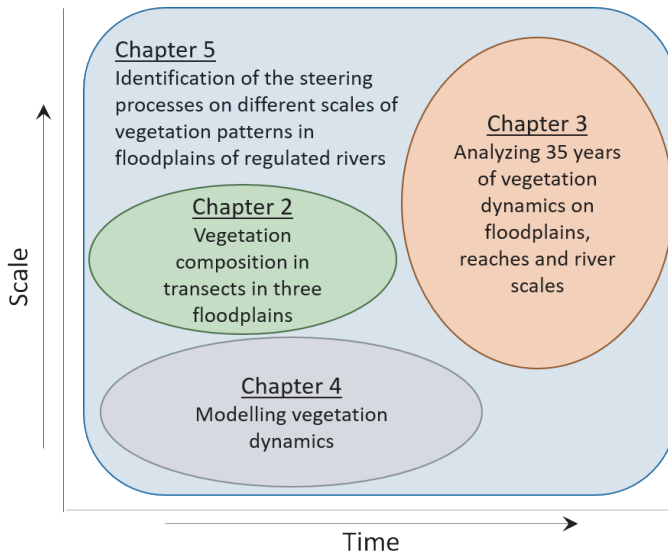 Chapter 5
Identification of the steering
processes on different scales of
vegetation patterns in
floodplains of regulated rivers
Chapter 3
Analyzing 35 years
of vegetation
dynamics on
floodplains,
reaches and river
scales
Chapter 2
Vegetation
composition in
transects in three
floodplains
Chapter 4
Modelling vegetation
dynamics
Scale
Time